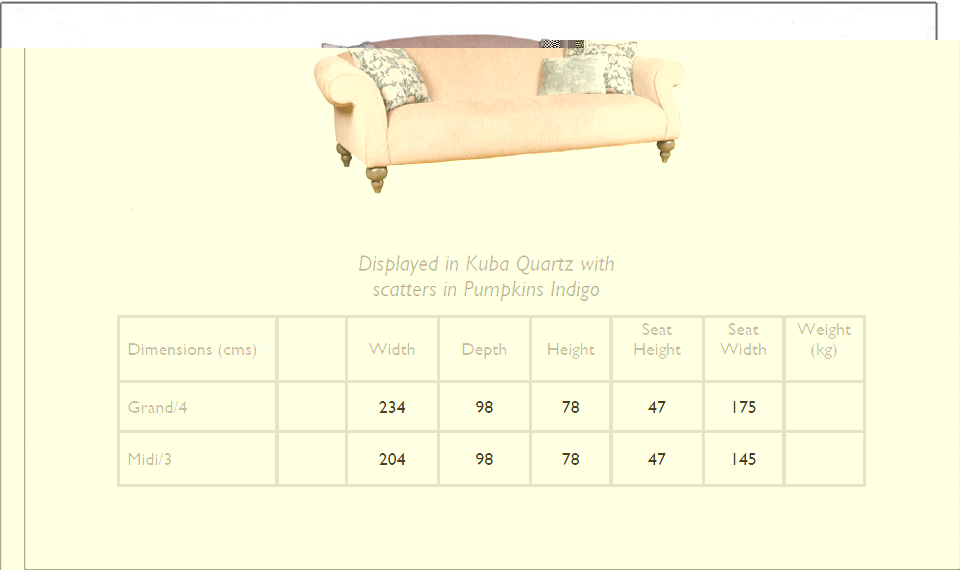 Displayed in Kuba Quartz with
scatters in Pumpkins Indigo
Dimensions (cms) Width Depth Height Seat Height Seat Width Weight (kg)
Grand/4 234 98 78 47 175
Midi/3 204 98 78 47 145